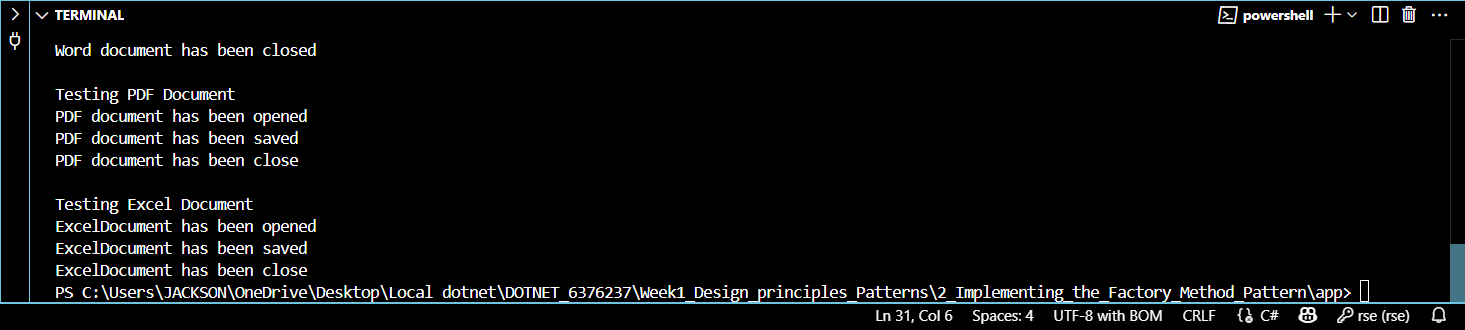 TERMINAL
powershell
Word document has been closed
Testing PDF Document
PDF document has been opened
PDF document has been saved
PDF document has been close
Testing Excel Document
ExcelDocument has been opened
ExcelDocument has been saved
ExcelDocument has been close
PS C:\Users\JACKSON\OneDrive\Desktop\Local dotnet\DOTNET_6376237\Week1_Design_principles_Patterns\2_Implementing_the_Factory_Method_Pattern\app>
Ln 31, Col 6 Spaces: 4 UTF-8 with BOM CRLF C# rse (rse)